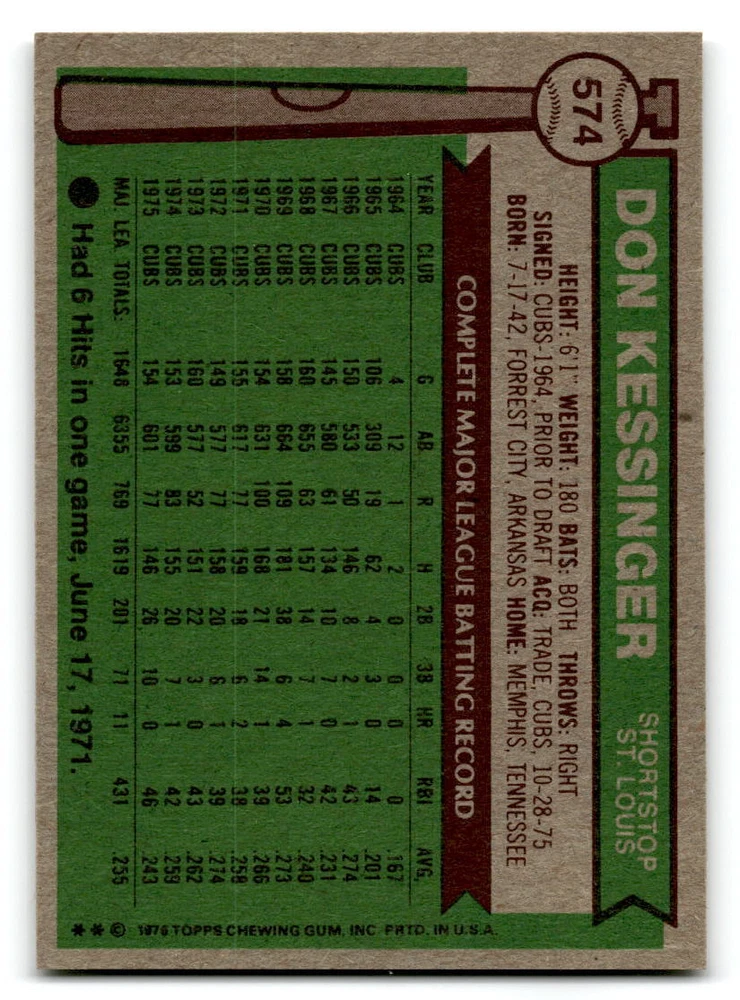 574
DON KESSINGER
SHORTSTOP
ST. LOUIS
HEIGHT: 6'1" WEIGHT: 180 BATS: BOTH THROWS: RIGHT
SIGNED: CUBS-1964, PRIOR TO DRAFT ACQ: TRADE, CUBS, 10-28-75
BORN: 7-17-42, FORREST CITY, ARKANSAS HOME: MEMPHIS, TENNESSEE
COMPLETE MAJOR LEAGUE BATTING RECORD
YEAR CLUB G AB R H 2B 3B HR RBI AVG.
1964 CUBS 4 12 1 2 0 0 0 0 .167
1965 CUBS 106 309 19 62 4 3 0 14 .201
1966 CUBS 150 533 50 146 8 2 1 43 .274
1967 CUBS 145 580 61 134 10 7 0 42 .231
1968 CUBS 160 655 63 157 14 7 1 32 .240
1969 CUBS 158 664 109 181 38 6 4 53 .273
1970 CUBS 154 631 100 168 21 14 1 39 .266
1971 CUBS 155 617 77 159 18 6 2 38 .258
1972 CUBS 149 577 77 158 20 6 1 39 .274
1973 CUBS 160 577 52 151 22 3 0 43 .262
1974 CUBS 153 599 83 155 20 7 1 42 .259
1975 CUBS 154 601 77 146 26 10 0 46 .243
MAJ. LEA. TOTALS: 1648 6355 769 1619 201 71 11 431 .255
Had 6 Hits in one game, June 17, 1971.
** © 1976 TOPPS CHEWING GUM, INC. PRTD. IN U.S.A.